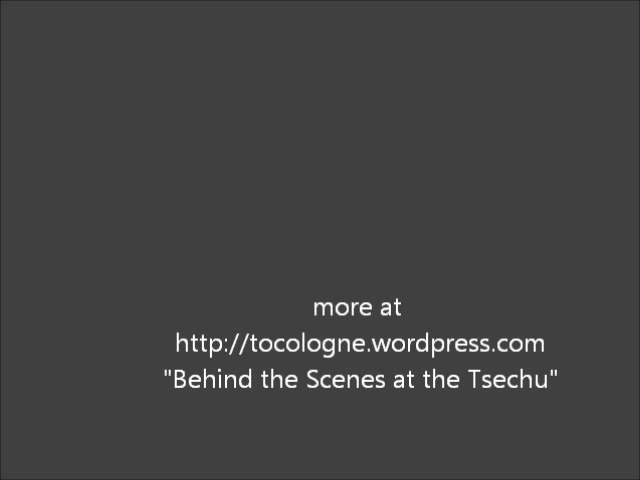 more at
http://tocologne.wordpress.com
"Behind the Scenes at the Tsechu"